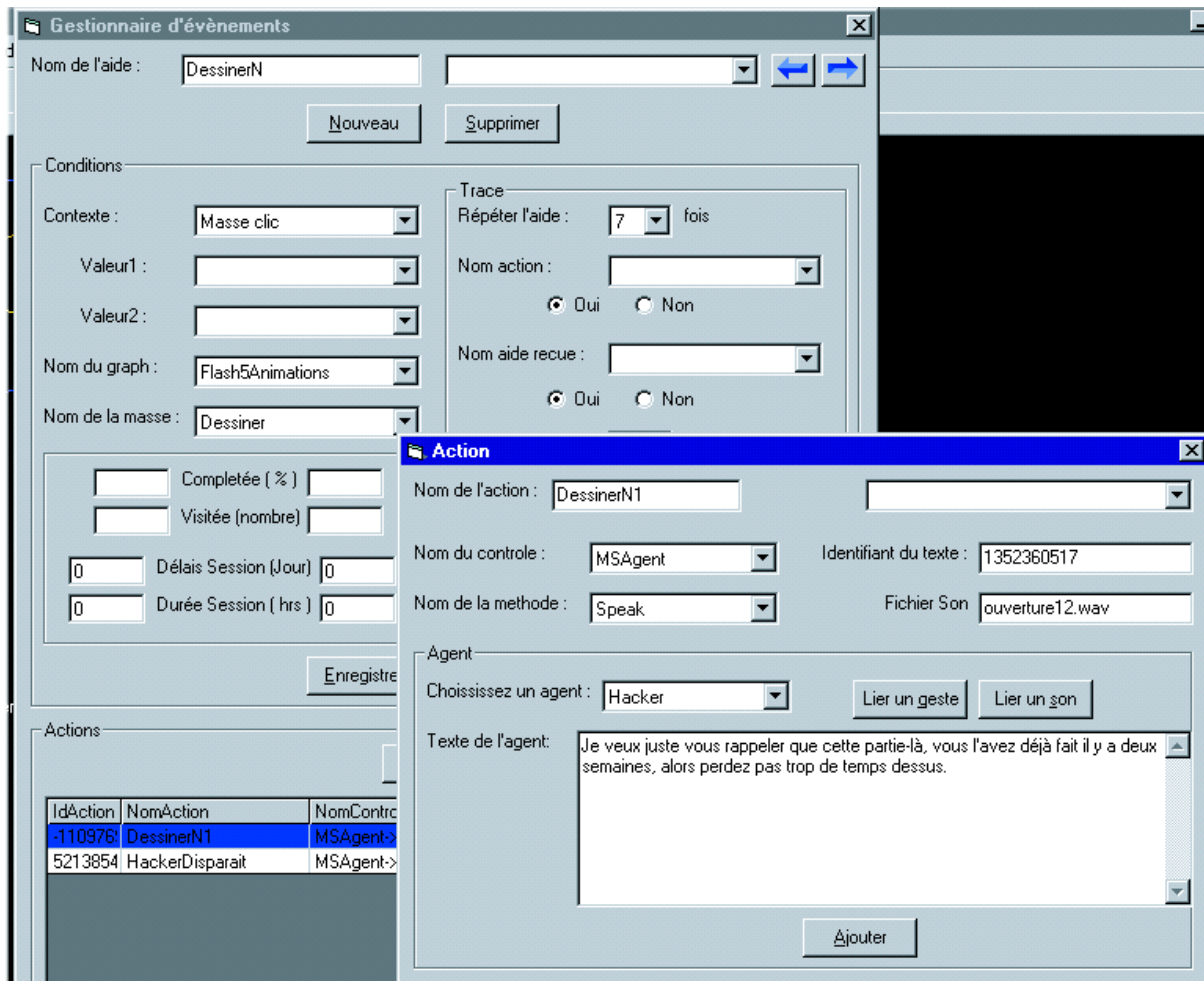 Gestionnaire d'évènements
Nom de l'aide : DessinerN
Nouveau Supprimer
Conditions
Contexte : Masse clic
Valeur1 :
Valeur2 :
Nom du graph : Flash5Animations
Nom de la masse : Dessiner
Trace
Répéter l'aide : 7 fois
Nom action :
Oui Non
Nom aide recue :
Oui Non
Completée ( % )
Visitée (nombre)
0 Délais Session (Jour) 0
0 Durée Session ( hrs ) 0
Enregistre
Actions
IdAction NomAction NomContro
-110976 DessinerN1 MSAgent->
5213854 HackerDisparait MSAgent->
Action
Nom de l'action : DessinerN1
Nom du controle : MSAgent Identifiant du texte : 1352360517
Nom de la methode : Speak Fichier Son ouverture12.wav
Agent
Choississez un agent : Hacker Lier un geste Lier un son
Texte de l'agent: Je veux juste vous rappeler que cette partie-là, vous l'avez déjà fait il y a deux
semaines, alors perdez pas trop de temps dessus.
Ajouter